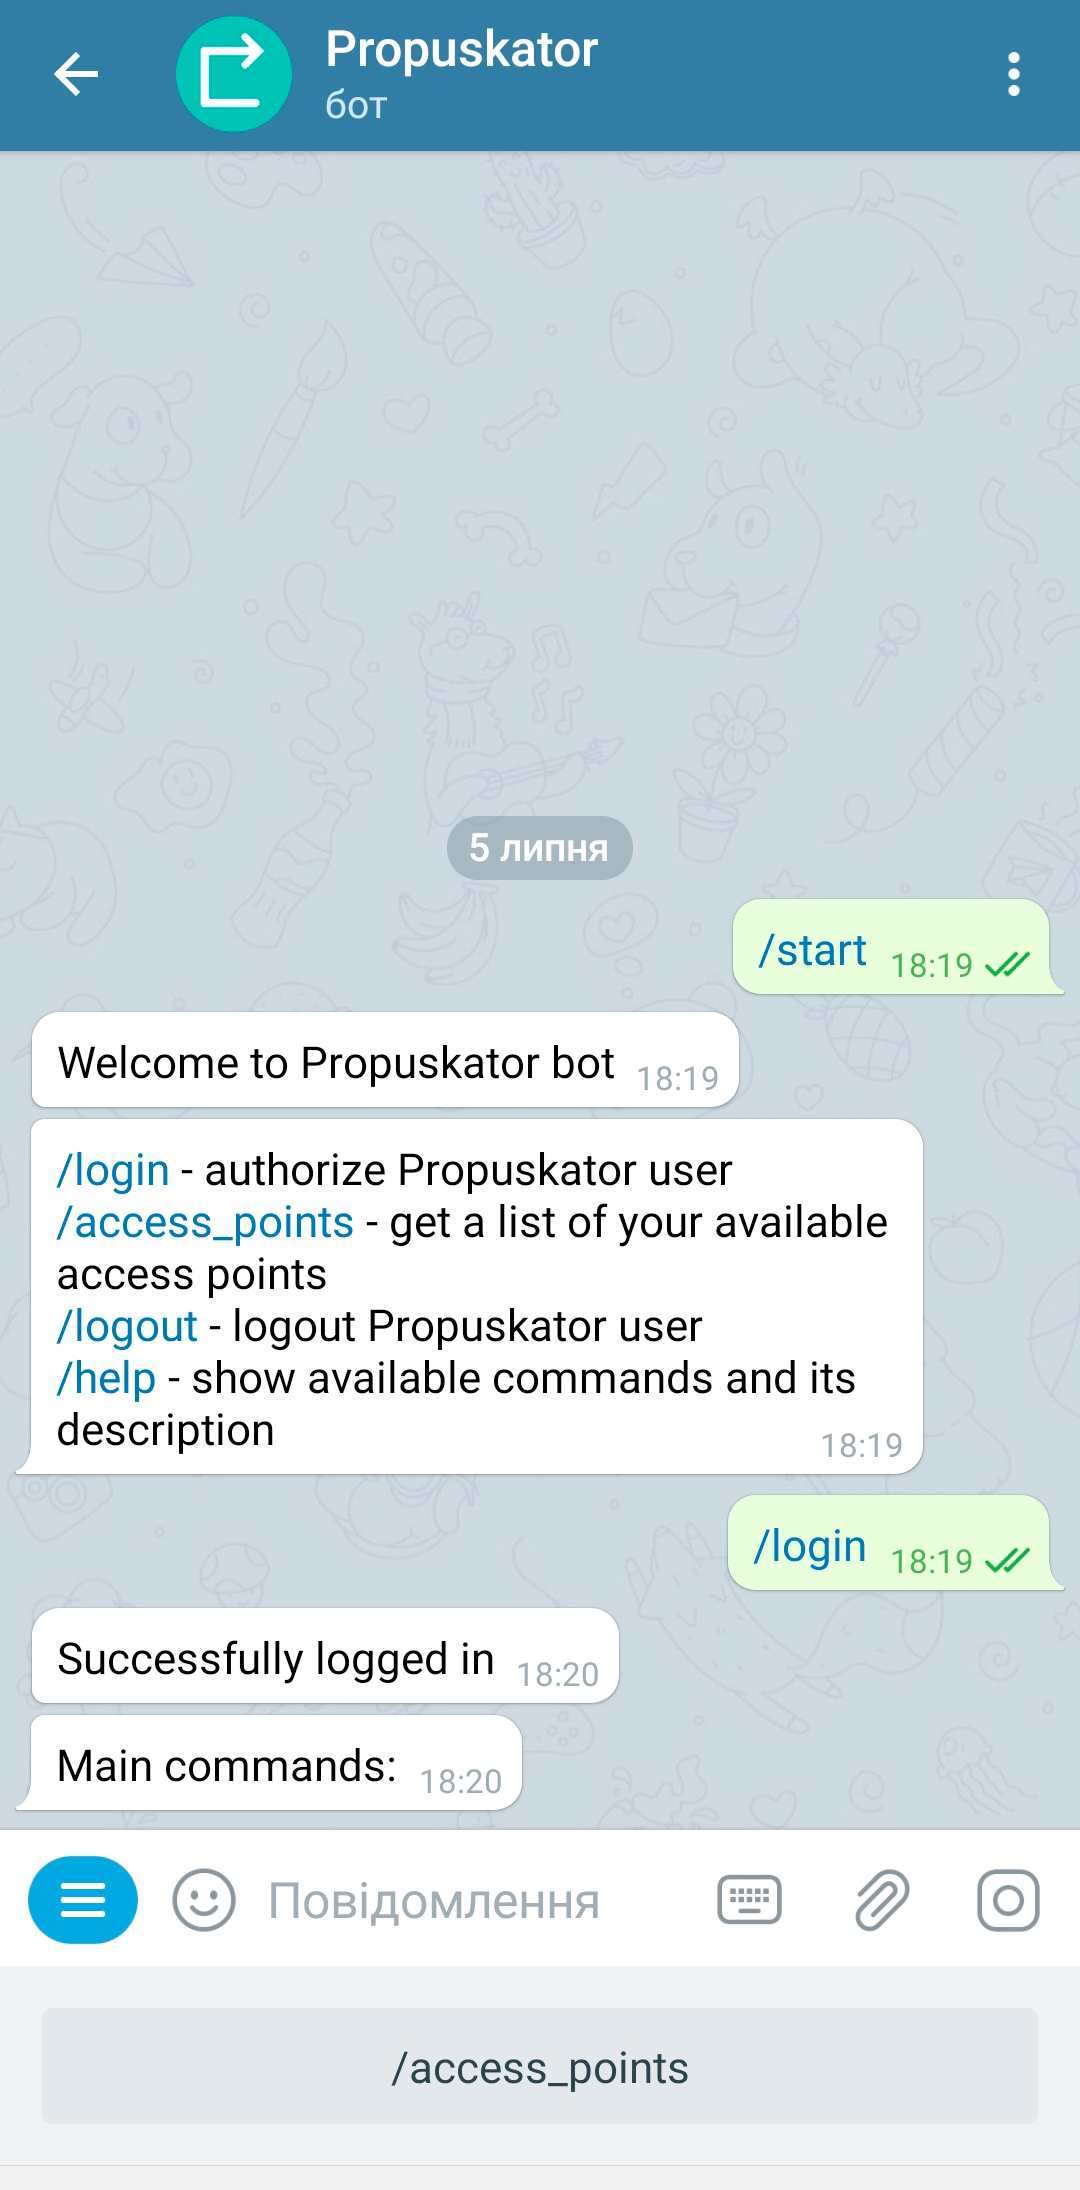 Propuskator
бот
5 липня
/start 18:19
Welcome to Propuskator bot 18:19
/login - authorize Propuskator user
/access_points - get a list of your available
access points
/logout - logout Propuskator user
/help - show available commands and its
description 18:19
/login 18:19
Successfully logged in 18:20
Main commands: 18:20
Повідомлення
/access_points